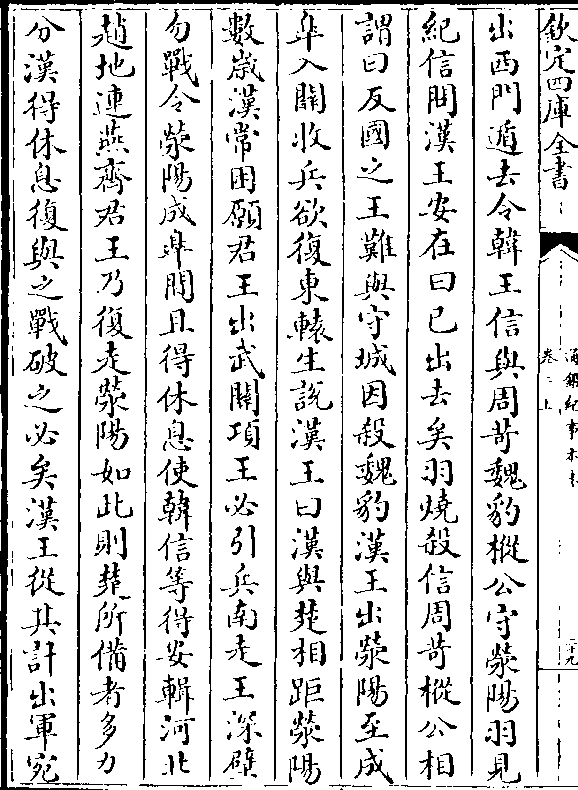 欽定四庫全書
通鑑紀事本末
卷二上
二十九
出西門遁去令韓王信與周苛魏豹樅公守滎陽羽見
紀信問漢王安在曰已出去矣羽燒殺信周苛樅公相
謂曰反國之王難與守城因殺魏豹漢王出滎陽至成
臯入關收兵欲復東轅生說漢王曰漢與楚相距滎陽
數嵗漢常困願君王出武關項王必引兵南走王深壁
勿戰令滎陽成臯間且得休息使韓信等得安輯河北
趙地連燕齊君王乃復走滎陽如此則楚所備者多力
分漢得休息復與之戰破之必矣漢王從其計出軍宛